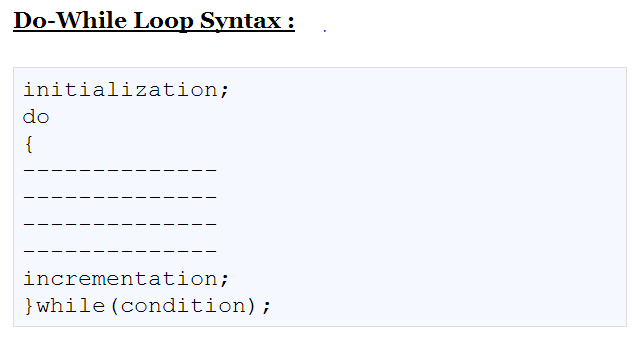 Do-While Loop Syntax :
initialization;
do
{
--------------
--------------
--------------
--------------
incrementation;
}while(condition);